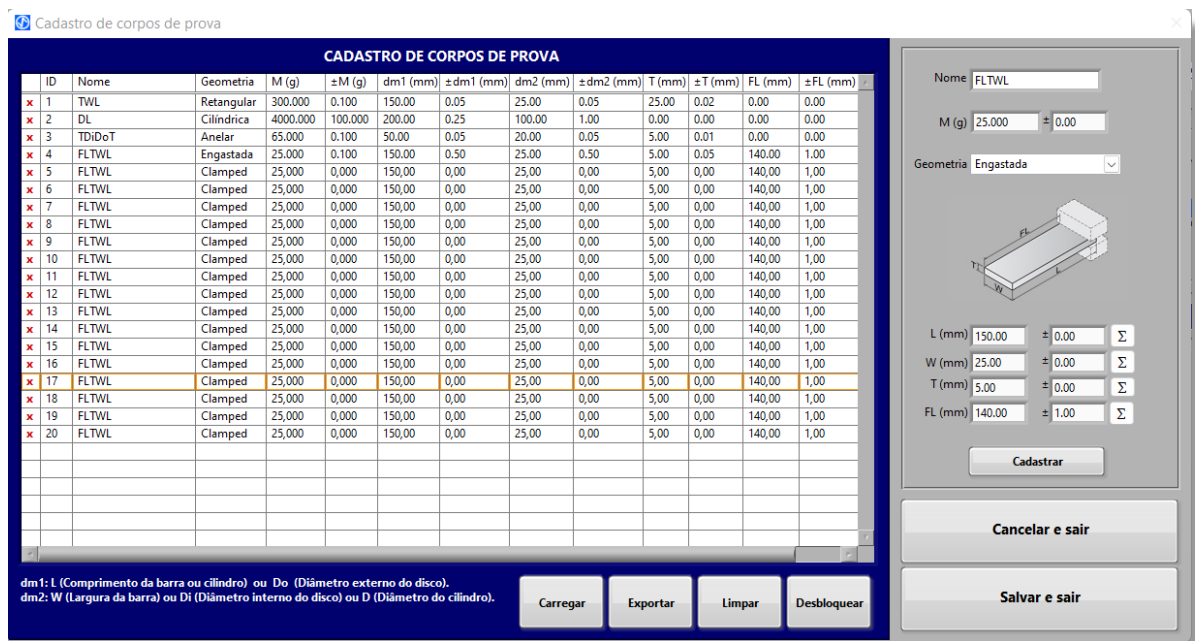 Cadastro de corpos de prova
CADASTRO DE CORPOS DE PROVA
ID Nome Geometria M (g) ±M (g) dm1 (mm) ±dm1 (mm) dm2 (mm) ±dm2 (mm) T (mm) ±T (mm) FL (mm) ±FL (mm)
x 1 TWL Retangular 300.000 0.100 150.00 0.05 25.00 0.05 25.00 0.02 0.00 0.00
x 2 DL Cilíndrica 4000.000 100.000 200.00 0.25 100.00 1.00 0.00 0.00 0.00 0.00
x 3 TDiDoT Anelar 65.000 0.100 50.00 0.05 20.00 0.05 5.00 0.01 0.00 0.00
x 4 FLTWL Engastada 25.000 0.100 150.00 0.50 25.00 0.50 5.00 0.05 140.00 1.00
x 5 FLTWL Clamped 25,000 0,000 150,00 0,00 25,00 0,00 5,00 0,00 140,00 1,00
x 6 FLTWL Clamped 25,000 0,000 150,00 0,00 25,00 0,00 5,00 0,00 140,00 1,00
x 7 FLTWL Clamped 25,000 0,000 150,00 0,00 25,00 0,00 5,00 0,00 140,00 1,00
x 8 FLTWL Clamped 25,000 0,000 150,00 0,00 25,00 0,00 5,00 0,00 140,00 1,00
x 9 FLTWL Clamped 25,000 0,000 150,00 0,00 25,00 0,00 5,00 0,00 140,00 1,00
x 10 FLTWL Clamped 25,000 0,000 150,00 0,00 25,00 0,00 5,00 0,00 140,00 1,00
x 11 FLTWL Clamped 25,000 0,000 150,00 0,00 25,00 0,00 5,00 0,00 140,00 1,00
x 12 FLTWL Clamped 25,000 0,000 150,00 0,00 25,00 0,00 5,00 0,00 140,00 1,00
x 13 FLTWL Clamped 25,000 0,000 150,00 0,00 25,00 0,00 5,00 0,00 140,00 1,00
x 14 FLTWL Clamped 25,000 0,000 150,00 0,00 25,00 0,00 5,00 0,00 140,00 1,00
x 15 FLTWL Clamped 25,000 0,000 150,00 0,00 25,00 0,00 5,00 0,00 140,00 1,00
x 16 FLTWL Clamped 25,000 0,000 150,00 0,00 25,00 0,00 5,00 0,00 140,00 1,00
x 17 FLTWL Clamped 25,000 0,000 150,00 0,00 25,00 0,00 5,00 0,00 140,00 1,00
x 18 FLTWL Clamped 25,000 0,000 150,00 0,00 25,00 0,00 5,00 0,00 140,00 1,00
x 19 FLTWL Clamped 25,000 0,000 150,00 0,00 25,00 0,00 5,00 0,00 140,00 1,00
x 20 FLTWL Clamped 25,000 0,000 150,00 0,00 25,00 0,00 5,00 0,00 140,00 1,00
dm1: L (Comprimento da barra ou cilindro) ou Do (Diâmetro externo do disco).
dm2: W (Largura da barra) ou Di (Diâmetro interno do disco) ou D (Diâmetro do cilindro).
Carregar Exportar Limpar Desbloquear
Nome FLTWL
M (g) 25.000 ± 0.00
Geometria Engastada
FL
T
L
W
L (mm) 150.00 ± 0.00 Σ
W (mm) 25.00 ± 0.00 Σ
T (mm) 5.00 ± 0.00 Σ
FL (mm) 140.00 ± 1.00 Σ
Cadastrar
Cancelar e sair
Salvar e sair